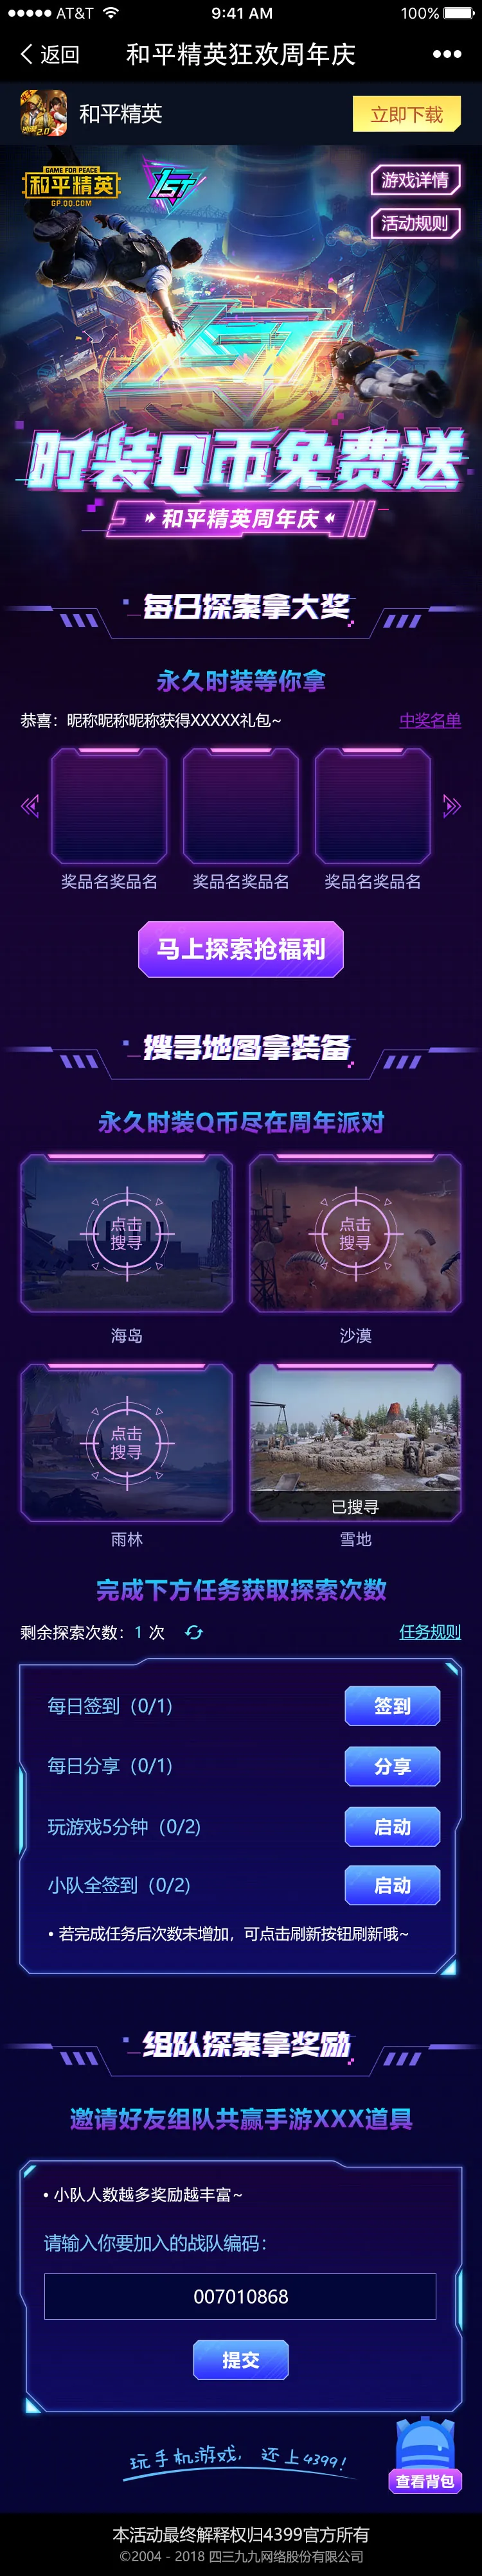 AT&T 9:41 AM 100%
返回 和平精英狂欢周年庆
和平精英 立即下载
GAME FOR PEACE
和平精英
GP.QQ.COM
1ST
游戏详情
活动规则
时装Q币免费送
和平精英周年庆
每日探索拿大奖
永久时装等你拿
恭喜：昵称昵称昵称获得XXXXX礼包~ 中奖名单
奖品名奖品名 奖品名奖品名 奖品名奖品名
马上探索抢福利
搜寻地图拿装备
永久时装Q币尽在周年派对
点击 点击
搜寻 搜寻
海岛 沙漠
点击
搜寻
已搜寻
雨林 雪地
完成下方任务获取探索次数
剩余探索次数：1 次 任务规则
每日签到（0/1） 签到
每日分享（0/1） 分享
玩游戏5分钟（0/2） 启动
小队全签到（0/2） 启动
• 若完成任务后次数未增加，可点击刷新按钮刷新哦~
组队探索拿奖励
邀请好友组队共赢手游XXX道具
• 小队人数越多奖励越丰富~
请输入你要加入的战队编码：
007010868
提交
玩手机游戏，还上4399！
查看背包
本活动最终解释权归4399官方所有
©2004 - 2018 四三九九网络股份有限公司